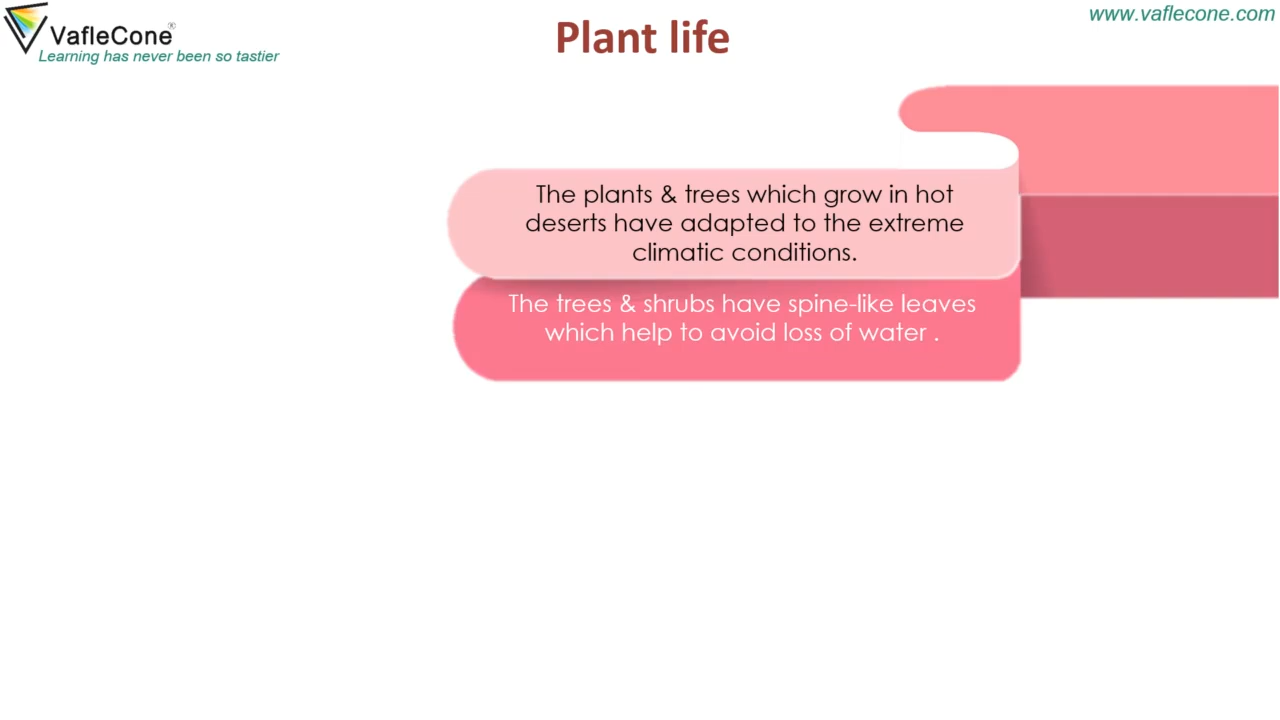 VafleCone®
Learning has never been so tastier
Plant life
www.vaflecone.com
The plants & trees which grow in hot
deserts have adapted to the extreme
climatic conditions.
The trees & shrubs have spine-like leaves
which help to avoid loss of water .